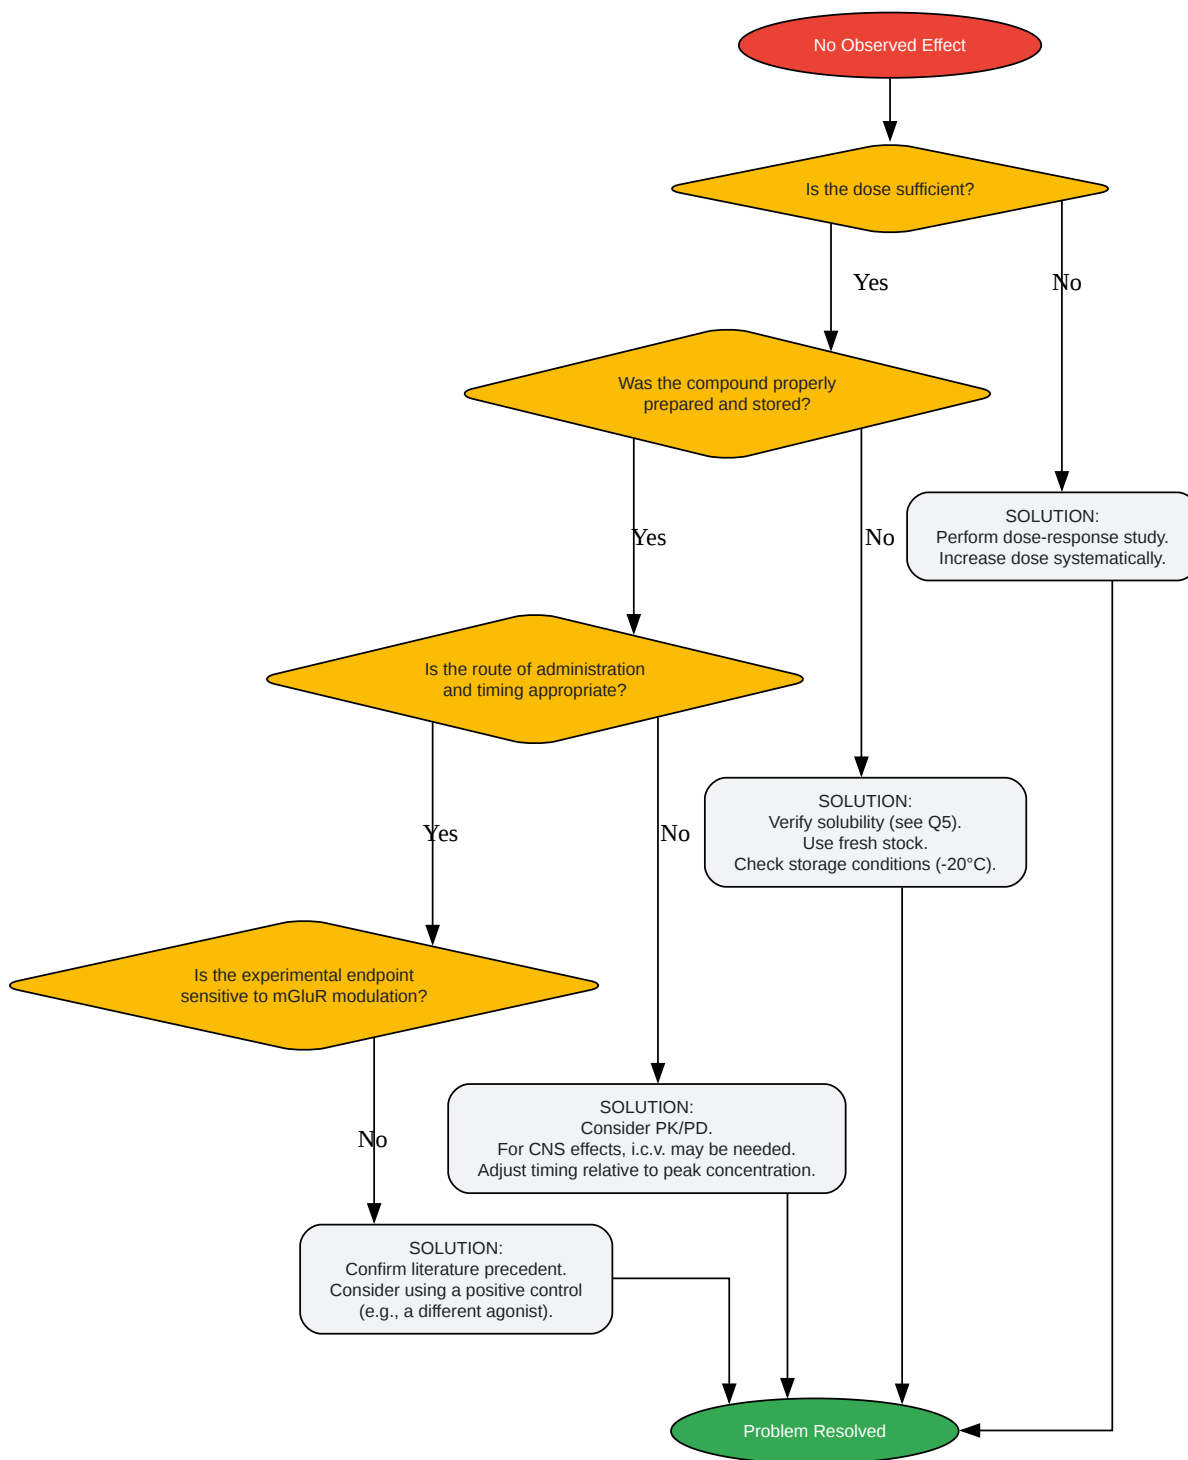 No Observed Effect
Is the dose sufficient?
Yes
No
Was the compound properly
prepared and stored?
Yes
No
SOLUTION:
Perform dose-response study.
Increase dose systematically.
Is the route of administration
and timing appropriate?
Yes
No
SOLUTION:
Verify solubility (see Q5).
Use fresh stock.
Check storage conditions (-20°C).
Is the experimental endpoint
sensitive to mGluR modulation?
No
SOLUTION:
Consider PK/PD.
For CNS effects, i.c.v. may be needed.
Adjust timing relative to peak concentration.
SOLUTION:
Confirm literature precedent.
Consider using a positive control
(e.g., a different agonist).
Problem Resolved